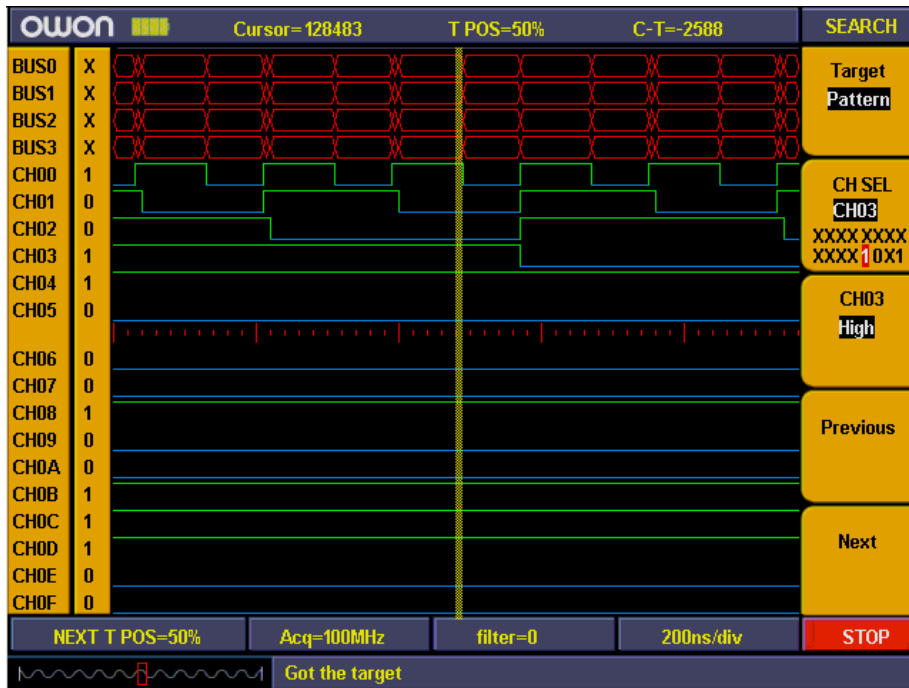 owon Cursor=128483 T POS=50% C-T=-2588 SEARCH
BUS0 X
BUS1 X
BUS2 X
BUS3 X
CH00 1
CH01 0
CH02 0
CH03 1
CH04 1
CH05 0
CH06 0
CH07 0
CH08 1
CH09 0
CH0A 0
CH0B 1
CH0C 1
CH0D 1
CH0E 0
CH0F 0
Target
Pattern
CH SEL
CH03
XXXX XXXX
XXXX 1 0X1
CH03
High
Previous
Next
NEXT T POS=50% Acq=100MHz filter=0 200ns/div STOP
Got the target